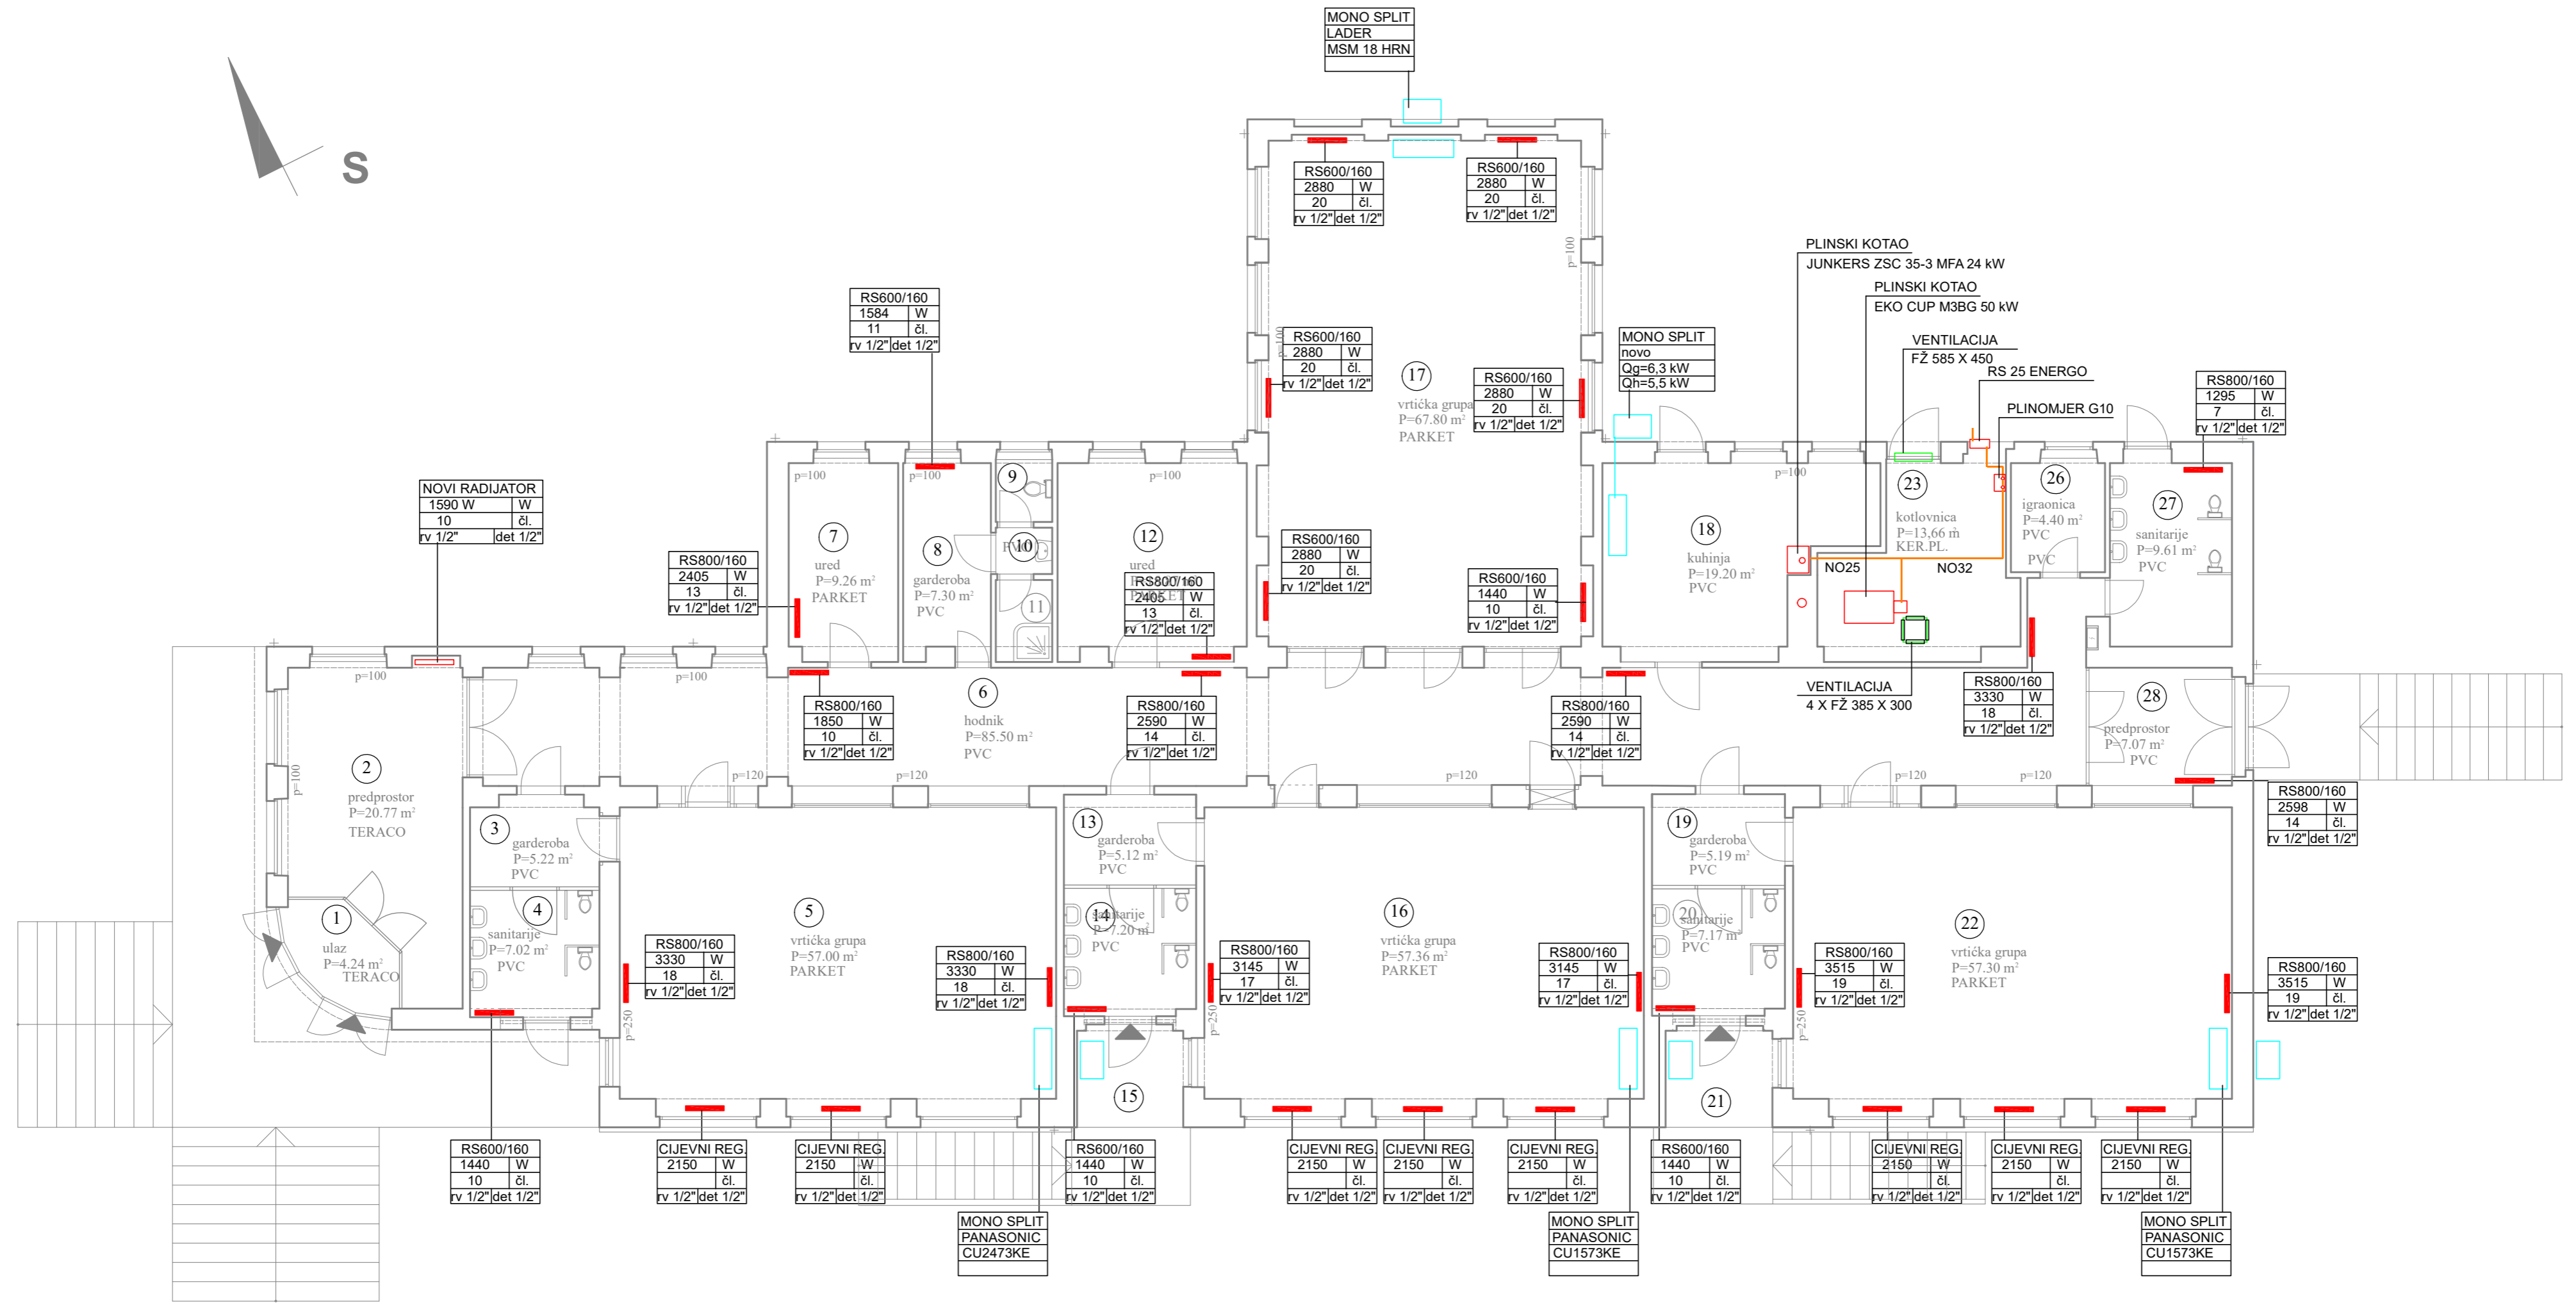 MONO SPLIT
LADER
MSM 18 HRN
S
RS600/160
2880 W
20 čl.
rv 1/2" det 1/2"
RS600/160
2880 W
20 čl.
rv 1/2" det 1/2"
p=100
PLINSKI KOTAO
JUNKERS ZSC 35-3 MFA 24 kW
PLINSKI KOTAO
EKO CUP M3BG 50 kW
VENTILACIJA
FŽ 585 X 450
RS 25 ENERGO
PLINOMJER G10
RS600/160
1584 W
11 čl.
rv 1/2" det 1/2"
p=100
RS600/160
2880 W
20 čl.
rv 1/2" det 1/2"
17
vrtićka grupa
P=67.80 m²
PARKET
RS600/160
2880 W
20 čl.
rv 1/2" det 1/2"
MONO SPLIT
novo
Qg=6,3 kW
Qh=5,5 kW
RS800/160
1295 W
7 čl.
rv 1/2" det 1/2"
NOVI RADIJATOR
1590 W W
10 čl.
rv 1/2" det 1/2"
RS800/160
2405 W
13 čl.
rv 1/2" det 1/2"
p=100
7
ured
P=9.26 m²
PARKET
p=100
8
garderoba
P=7.30 m²
PVC
9
10
PVC
11
p=100
12
ured
RS800/160
2405 W
13 čl.
rv 1/2" det 1/2"
RS600/160
2880 W
20 čl.
rv 1/2" det 1/2"
RS600/160
1440 W
10 čl.
rv 1/2" det 1/2"
p=100
18
kuhinja
P=19.20 m²
PVC
23
kotlovnica
P=13,66 m
KER.PL.
NO25
NO32
26
igraonica
P=4.40 m²
PVC
PVC
27
sanitarije
P=9.61 m²
PVC
VENTILACIJA
4 X FŽ 385 X 300
RS800/160
3330 W
18 čl.
rv 1/2" det 1/2"
28
predprostor
P=7.07 m²
PVC
RS800/160
2598 W
14 čl.
rv 1/2" det 1/2"
p=100
p=100
p=100
2
predprostor
P=20.77 m²
TERACO
RS800/160
1850 W
10 čl.
rv 1/2" det 1/2"
6
hodnik
P=85.50 m²
PVC
RS800/160
2590 W
14 čl.
rv 1/2" det 1/2"
RS800/160
2590 W
14 čl.
rv 1/2" det 1/2"
p=120
p=120
p=120
p=120
p=120
1
ulaz
P=4.24 m²
TERACO
3
garderoba
P=5.22 m²
PVC
4
sanitarije
P=7.02 m²
PVC
5
vrtićka grupa
P=57.00 m²
PARKET
RS800/160
3330 W
18 čl.
rv 1/2" det 1/2"
p=250
RS800/160
3330 W
18 čl.
rv 1/2" det 1/2"
13
garderoba
P=5.12 m²
PVC
14
sanitarije
P=7.20 m²
PVC
15
16
vrtićka grupa
P=57.36 m²
PARKET
RS800/160
3145 W
17 čl.
rv 1/2" det 1/2"
p=250
RS800/160
3145 W
17 čl.
rv 1/2" det 1/2"
19
garderoba
P=5.19 m²
PVC
20
sanitarije
P=7.17 m²
PVC
21
22
vrtićka grupa
P=57.30 m²
PARKET
RS800/160
3515 W
19 čl.
rv 1/2" det 1/2"
p=250
RS800/160
3515 W
19 čl.
rv 1/2" det 1/2"
RS600/160
1440 W
10 čl.
rv 1/2" det 1/2"
CIJEVNI REG.
2150 W
čl.
rv 1/2" det 1/2"
CIJEVNI REG.
2150 W
čl.
rv 1/2" det 1/2"
RS600/160
1440 W
10 čl.
rv 1/2" det 1/2"
CIJEVNI REG.
2150 W
čl.
rv 1/2" det 1/2"
CIJEVNI REG.
2150 W
čl.
rv 1/2" det 1/2"
CIJEVNI REG.
2150 W
čl.
rv 1/2" det 1/2"
RS600/160
1440 W
10 čl.
rv 1/2" det 1/2"
CIJEVNI REG.
2150 W
čl.
rv 1/2" det 1/2"
CIJEVNI REG.
2150 W
čl.
rv 1/2" det 1/2"
CIJEVNI REG.
2150 W
čl.
rv 1/2" det 1/2"
MONO SPLIT
PANASONIC
CU2473KE
MONO SPLIT
PANASONIC
CU1573KE
MONO SPLIT
PANASONIC
CU1573KE